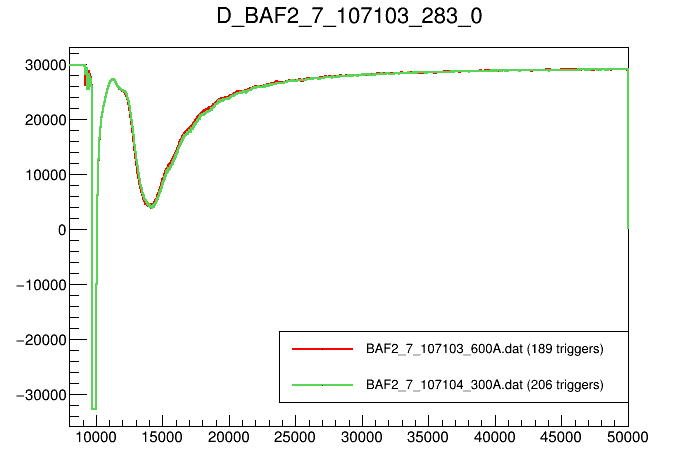 D_BAF2_7_107103_283_0
30000
20000
10000
0
−10000
−20000
−30000
BAF2_7_107103_600A.dat (189 triggers)
BAF2_7_107104_300A.dat (206 triggers)
10000 15000 20000 25000 30000 35000 40000 45000 50000